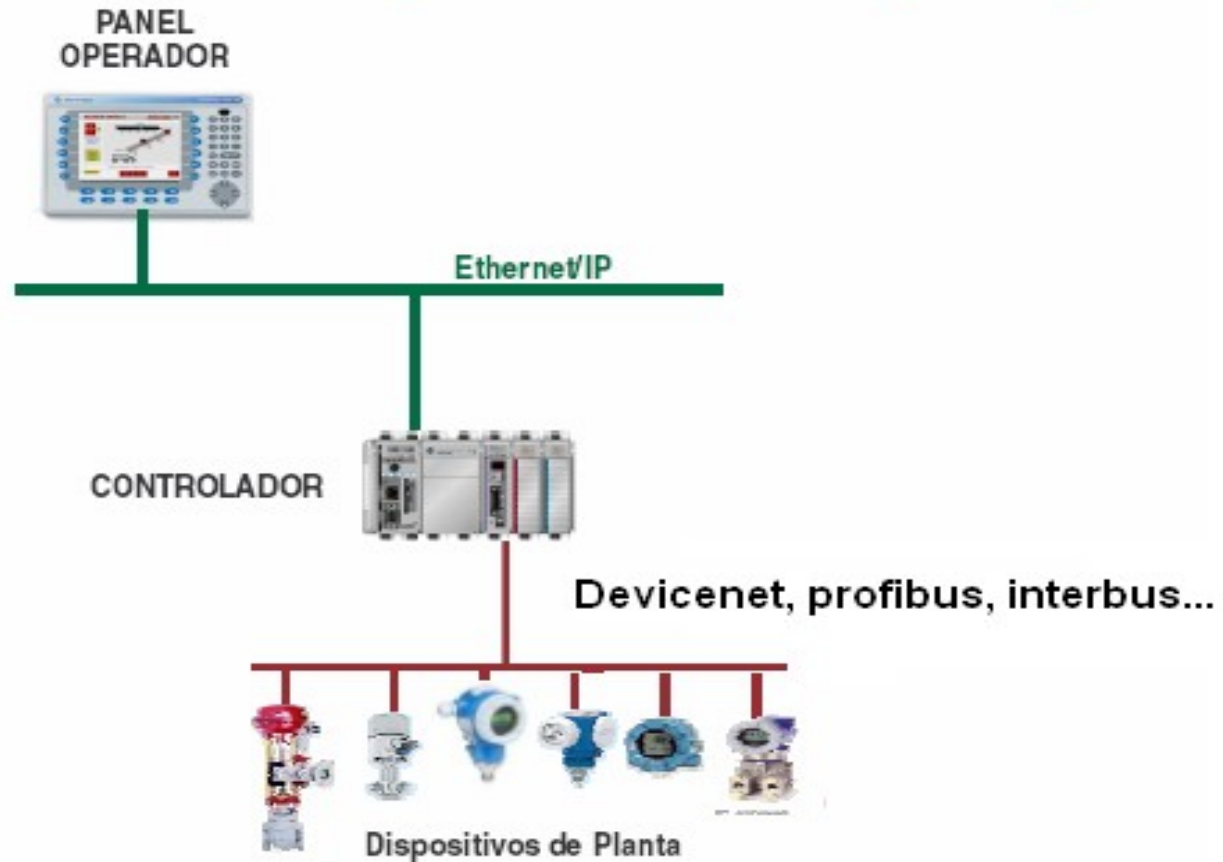 PANEL
OPERADOR
Ethernet/IP
CONTROLADOR
Devicenet, profibus, interbus...
Dispositivos de Planta